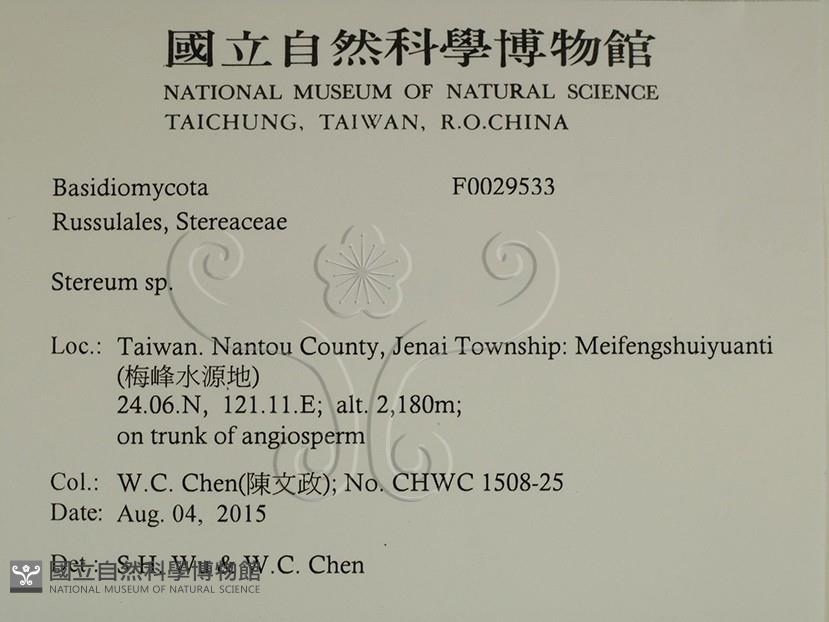 國立自然科學博物館
NATIONAL MUSEUM OF NATURAL SCIENCE
TAICHUNG, TAIWAN, R.O.CHINA
Basidiomycota F0029533
Russulales, Stereaceae
Stereum sp.
Loc.: Taiwan. Nantou County, Jenai Township: Meifengshuiyuanti
(梅峰水源地)
24.06.N, 121.11.E; alt. 2,180m;
on trunk of angiosperm
Col.: W.C. Chen(陳文政); No. CHWC 1508-25
Date: Aug. 04, 2015
Det.: S.H. Wu & W.C. Chen
國立自然科學博物館
NATIONAL MUSEUM OF NATURAL SCIENCE